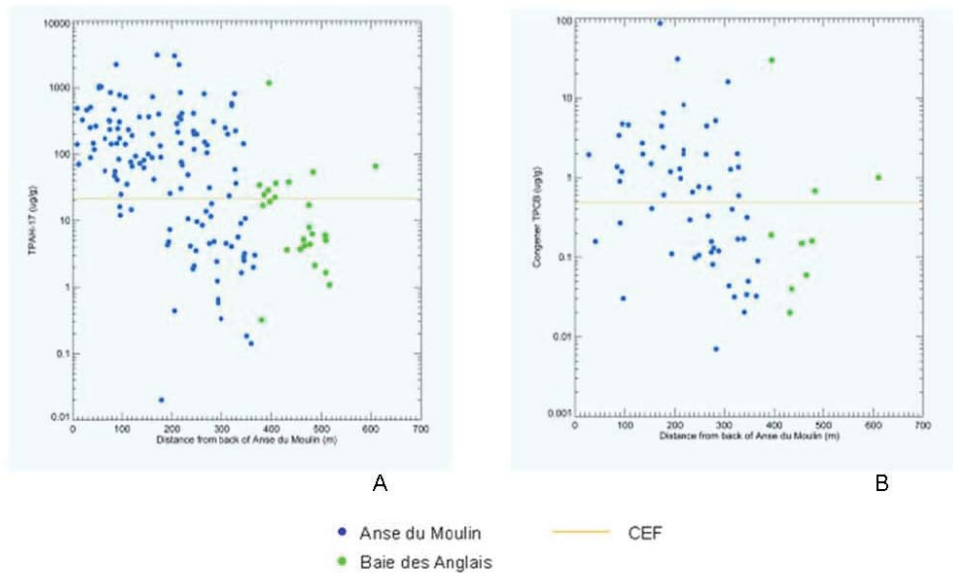 10000
1000
100
10
1
0.1
0.01
TPAH-17 (ug/g)
0 100 200 300 400 500 600 700
Distance from back of Anse du Moulin (m)
A
100
10
1
0.1
0.01
0.001
Congener TPCB (ug/g)
0 100 200 300 400 500 600 700
Distance from back of Anse du Moulin (m)
B
Anse du Moulin
CEF
Baie des Anglais